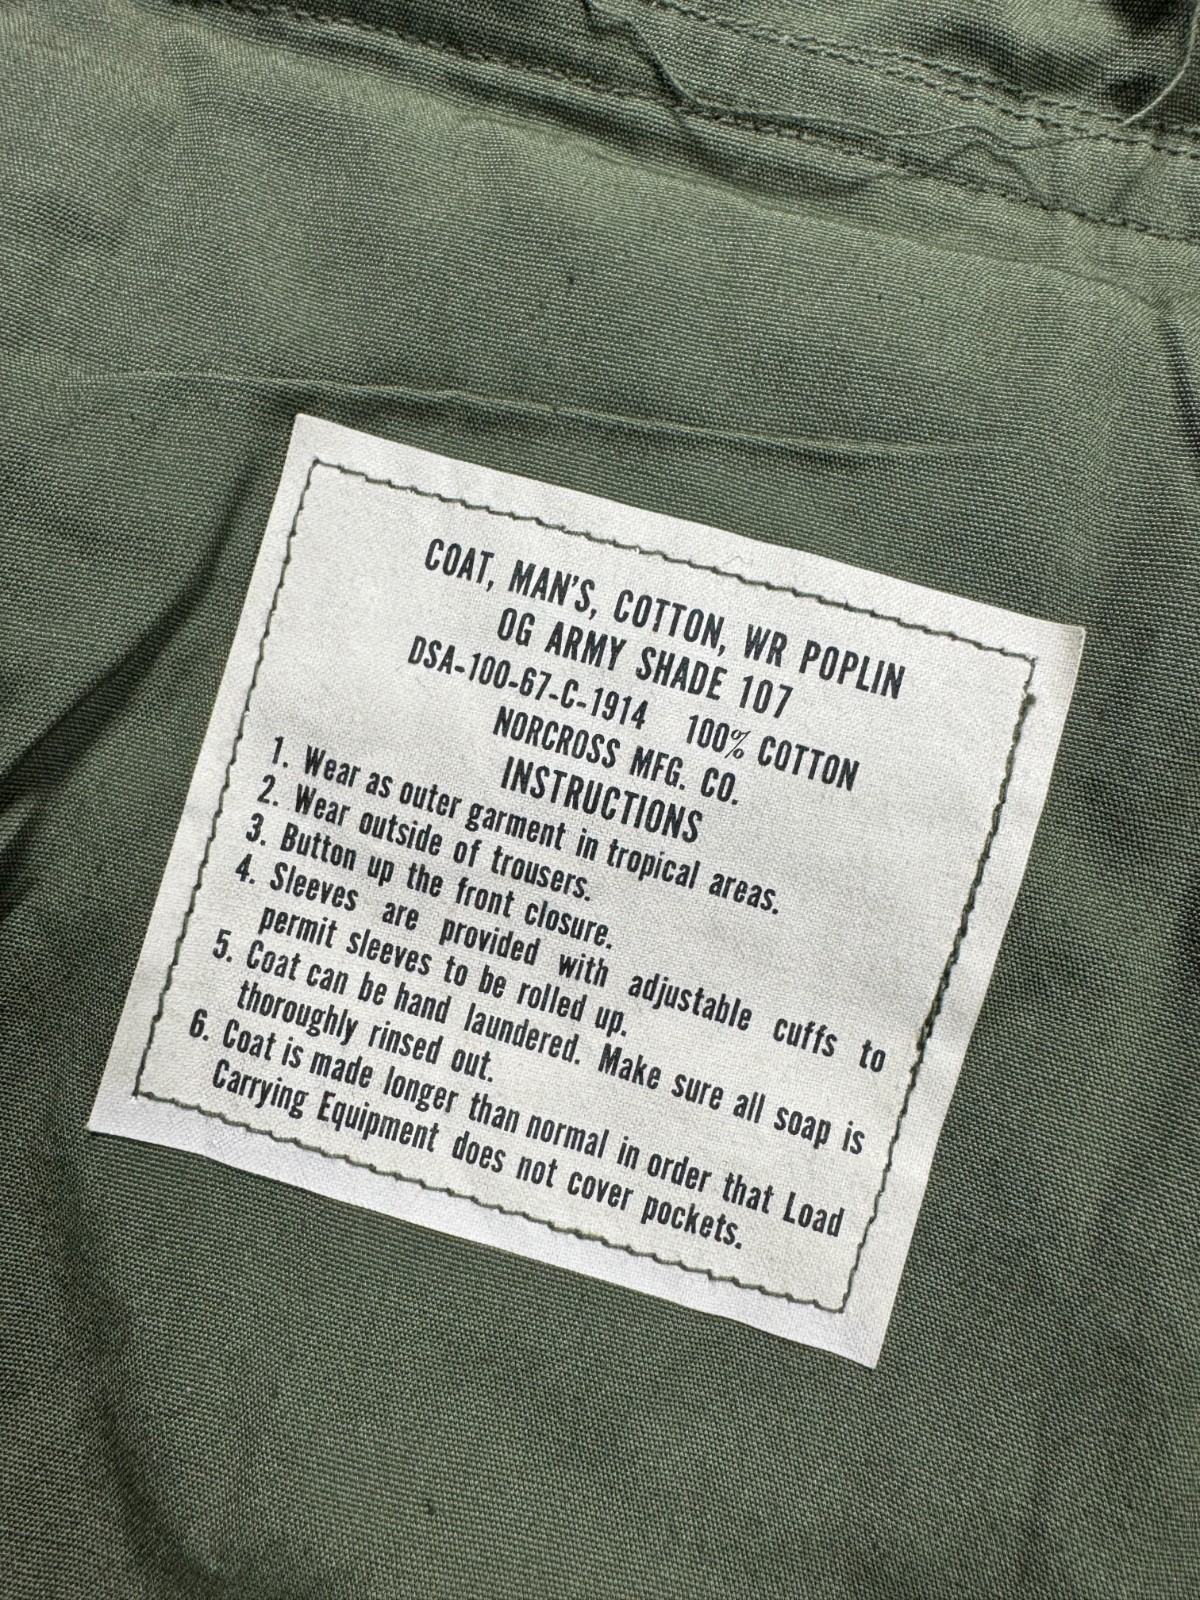 COAT, MAN'S, COTTON, WR POPLIN
OG ARMY SHADE 107
DSA-100-67-C-1914 100% COTTON
NORCROSS MFG. CO.
INSTRUCTIONS
1. Wear as outer garment in tropical areas.
2. Wear outside of trousers.
3. Button up the front closure.
4. Sleeves are provided with adjustable cuffs to
permit sleeves to be rolled up.
5. Coat can be hand laundered. Make sure all soap is
thoroughly rinsed out.
6. Coat is made longer than normal in order that Load
Carrying Equipment does not cover pockets.